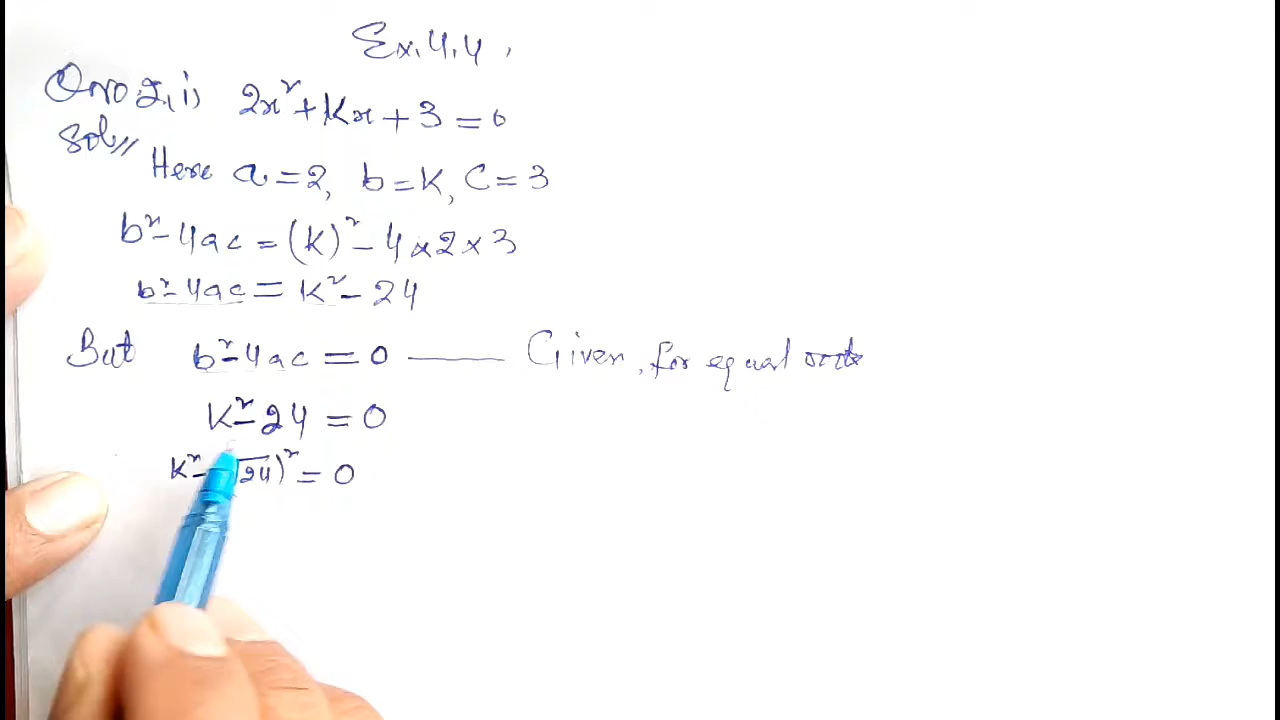 Ex. 4.4,
Q No 2, i) 2x² + Kx + 3 = 0
Sol//
Here a = 2, b = K, C = 3
b² - 4ac = (K)² - 4 × 2 × 3
b² - 4ac = K² - 24
But b² - 4ac = 0 —— Given, for equal roots
K² - 24 = 0
K² - √24)² = 0